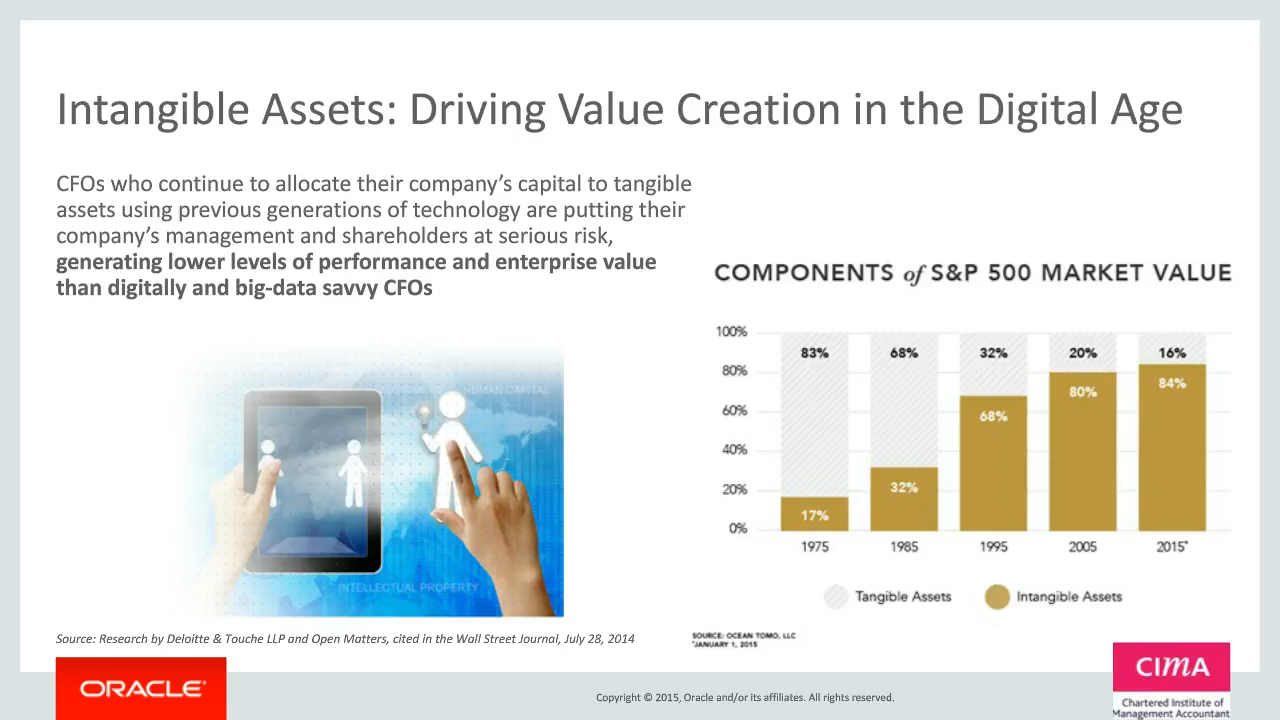 Intangible Assets: Driving Value Creation in the Digital Age
CFOs who continue to allocate their company's capital to tangible
assets using previous generations of technology are putting their
company's management and shareholders at serious risk,
generating lower levels of performance and enterprise value
than digitally and big-data savvy CFOs
HUMAN CAPITAL
INTELLECTUAL PROPERTY
Source: Research by Deloitte & Touche LLP and Open Matters, cited in the Wall Street Journal, July 28, 2014
COMPONENTS of S&P 500 MARKET VALUE
100%
80%
60%
40%
20%
0%
83%
68%
32%
20%
16%
17%
32%
68%
80%
84%
1975
1985
1995
2005
2015*
Tangible Assets
Intangible Assets
SOURCE: OCEAN TOMO, LLC
*JANUARY 1, 2015
ORACLE®
Copyright © 2015, Oracle and/or its affiliates. All rights reserved.
CIMA
Chartered Institute of
Management Accountant